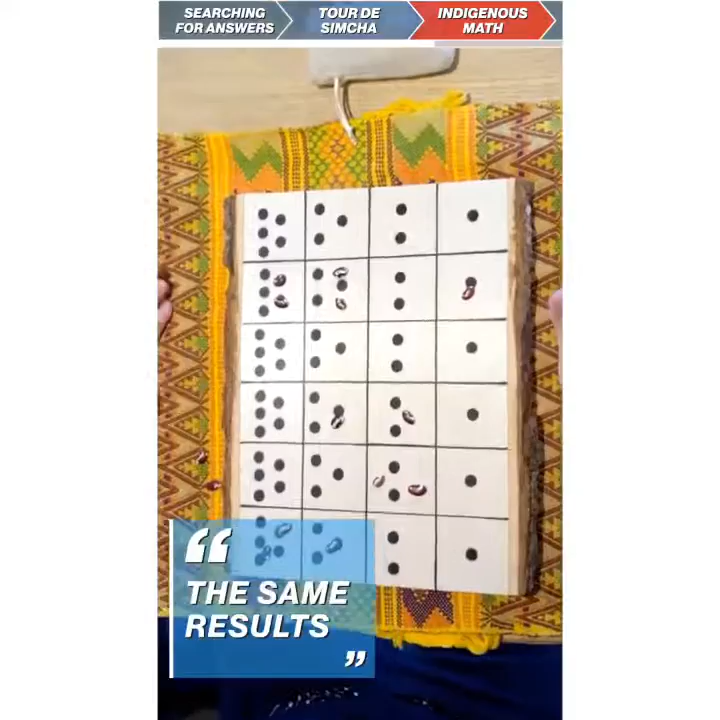 SEARCHING
FOR ANSWERS
TOUR DE
SIMCHA
INDIGENOUS
MATH
“
THE SAME
RESULTS
”